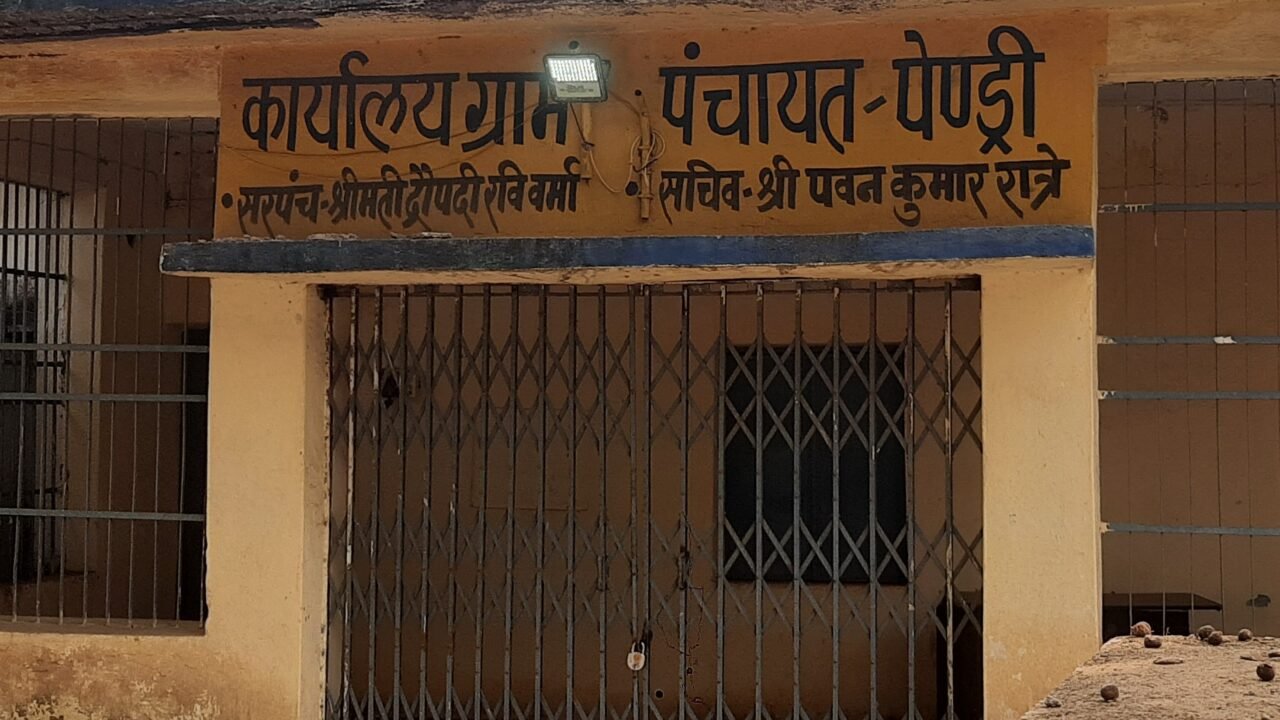 कार्यालय ग्राम पंचायत - पेण्ड्री
सरपंच - श्रीमती द्रौपदी रवि वर्मा
सचिव - श्री पवन कुमार रात्रे